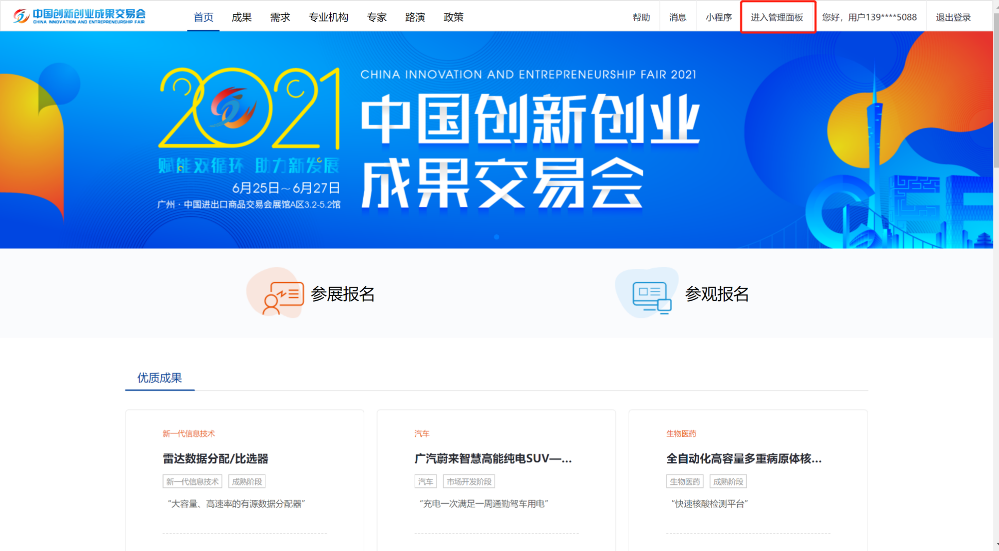 中国创新创业成果交易会
CHINA INNOVATION AND ENTREPRENEURSHIP FAIR
首页 成果 需求 专业机构 专家 路演 政策
帮助 消息 小程序 进入管理面板 您好，用户139****5088 退出登录
2021
赋能双循环 助力新发展
6月25日～6月27日
广州·中国进出口商品交易会展馆A区3.2-5.2馆
CHINA INNOVATION AND ENTREPRENEURSHIP FAIR 2021
中国创新创业
成果交易会
参展报名 参观报名
优质成果
新一代信息技术
雷达数据分配/比选器
新一代信息技术 成熟阶段
“大容量、高速率的有源数据分配器”
汽车
广汽蔚来智慧高能纯电SUV—...
汽车 市场开发阶段
“充电一次满足一周通勤驾车用电”
生物医药
全自动化高容量多重病原体核...
生物医药 成熟阶段
“快速核酸检测平台”